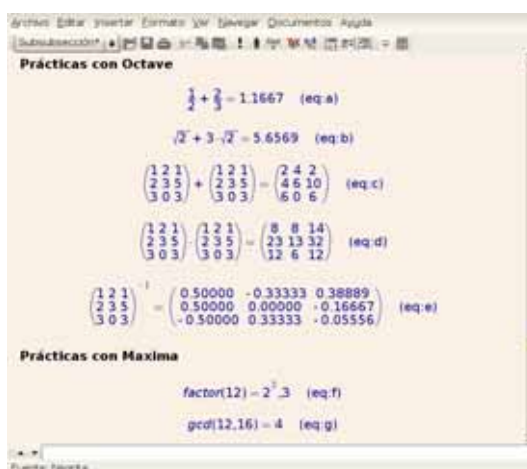 Archivo Editar Insertar Formato Ver Navegar Documentos Ayuda
Subsubsección*
Prácticas con Octave
1/2 + 2/3 = 1.1667 (eq:a)
√2 + 3·√2 = 5.6569 (eq:b)
(1 2 1; 2 3 5; 3 0 3) + (1 2 1; 2 3 5; 3 0 3) = (2 4 2; 4 6 10; 6 0 6) (eq:c)
(1 2 1; 2 3 5; 3 0 3)·(1 2 1; 2 3 5; 3 0 3) = (8 8 14; 23 13 32; 12 6 12) (eq:d)
(1 2 1; 2 3 5; 3 0 3)^-1 = (0.50000 -0.33333 0.38889; 0.50000 0.00000 -0.16667; -0.50000 0.33333 -0.05556) (eq:e)
Prácticas con Maxima
factor(12) = 2^2.3 (eq:f)
gcd(12,16) = 4 (eq:g)
Fuente: Negrita